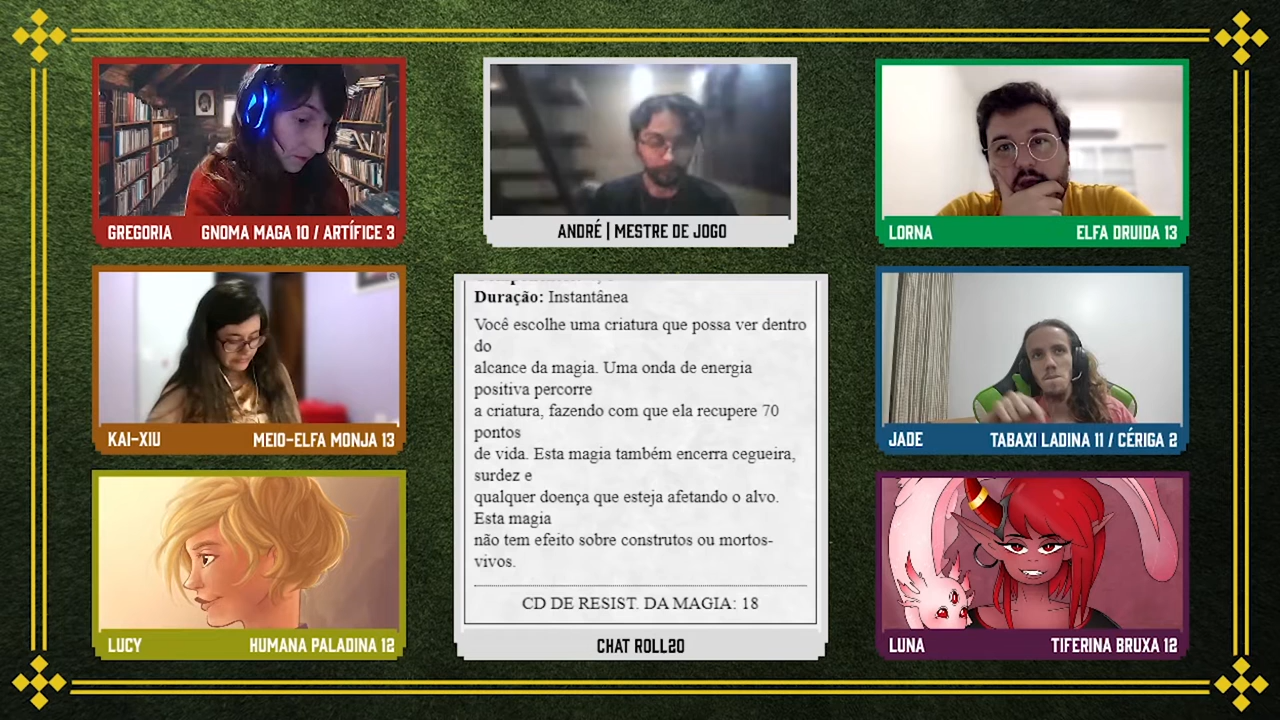 GREGORIA GNOMA MAGA 10 / ARTÍFICE 3
ANDRÉ | MESTRE DE JOGO
LORNA ELFA DRUIDA 13
KAI-XIU MEIO-ELFA MONJA 13
Duração: Instantânea
Você escolhe uma criatura que possa ver dentro
do
alcance da magia. Uma onda de energia
positiva percorre
a criatura, fazendo com que ela recupere 70
pontos
de vida. Esta magia também encerra cegueira,
surdez e
qualquer doença que esteja afetando o alvo.
Esta magia
não tem efeito sobre construtos ou mortos-
vivos.
CD DE RESIST. DA MAGIA: 18
CHAT ROLL20
JADE TABAXI LADINA 11 / CÉRIGA 2
LUCY HUMANA PALADINA 12
LUNA TIFERINA BRUXA 12